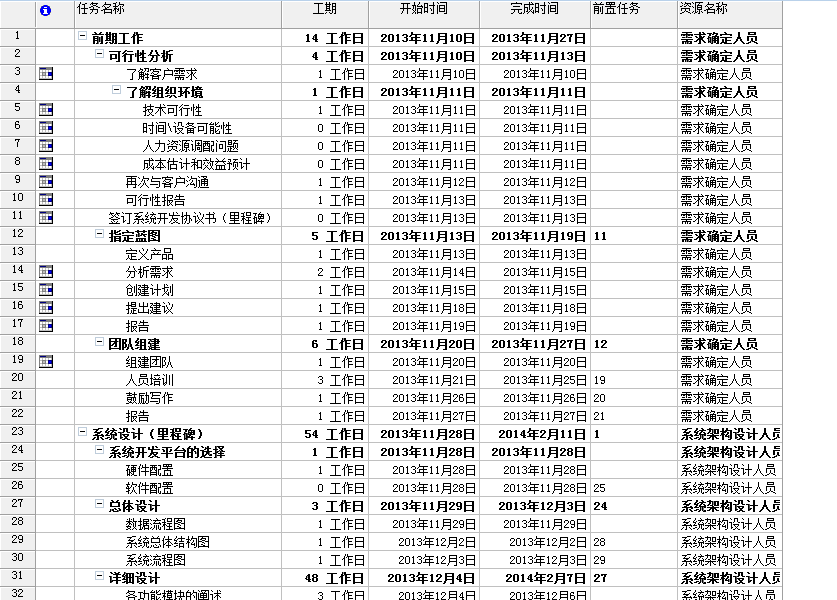 任务名称 工期 开始时间 完成时间 前置任务 资源名称
1 前期工作 14 工作日 2013年11月10日 2013年11月27日 需求确定人员
2 可行性分析 4 工作日 2013年11月10日 2013年11月13日 需求确定人员
3 了解客户需求 1 工作日 2013年11月10日 2013年11月10日 需求确定人员
4 了解组织环境 1 工作日 2013年11月11日 2013年11月11日 需求确定人员
5 技术可行性 1 工作日 2013年11月11日 2013年11月11日 需求确定人员
6 时间\设备可能性 0 工作日 2013年11月11日 2013年11月11日 需求确定人员
7 人力资源调配问题 0 工作日 2013年11月11日 2013年11月11日 需求确定人员
8 成本估计和效益预计 0 工作日 2013年11月11日 2013年11月11日 需求确定人员
9 再次与客户沟通 1 工作日 2013年11月12日 2013年11月12日 需求确定人员
10 可行性报告 1 工作日 2013年11月13日 2013年11月13日 需求确定人员
11 签订系统开发协议书（里程碑） 0 工作日 2013年11月13日 2013年11月13日 需求确定人员
12 指定蓝图 5 工作日 2013年11月13日 2013年11月19日 11 需求确定人员
13 定义产品 1 工作日 2013年11月13日 2013年11月13日 需求确定人员
14 分析需求 2 工作日 2013年11月14日 2013年11月15日 需求确定人员
15 创建计划 1 工作日 2013年11月15日 2013年11月15日 需求确定人员
16 提出建议 1 工作日 2013年11月18日 2013年11月18日 需求确定人员
17 报告 1 工作日 2013年11月19日 2013年11月19日 需求确定人员
18 团队组建 6 工作日 2013年11月20日 2013年11月27日 12 需求确定人员
19 组建团队 1 工作日 2013年11月20日 2013年11月20日 需求确定人员
20 人员培训 3 工作日 2013年11月21日 2013年11月25日 19 需求确定人员
21 鼓励写作 1 工作日 2013年11月26日 2013年11月26日 20 需求确定人员
22 报告 1 工作日 2013年11月27日 2013年11月27日 21 需求确定人员
23 系统设计（里程碑） 54 工作日 2013年11月28日 2014年2月11日 1 系统架构设计人员
24 系统开发平台的选择 1 工作日 2013年11月28日 2013年11月28日 系统架构设计人员
25 硬件配置 1 工作日 2013年11月28日 2013年11月28日 系统架构设计人员
26 软件配置 0 工作日 2013年11月28日 2013年11月28日 25 系统架构设计人员
27 总体设计 3 工作日 2013年11月29日 2013年12月3日 24 系统架构设计人员
28 数据流程图 1 工作日 2013年11月29日 2013年11月29日 系统架构设计人员
29 系统总体结构图 1 工作日 2013年12月2日 2013年12月2日 28 系统架构设计人员
30 系统流程图 1 工作日 2013年12月3日 2013年12月3日 29 系统架构设计人员
31 详细设计 48 工作日 2013年12月4日 2014年2月7日 27 系统架构设计人员
32 各功能模块的阐述 3 工作日 2013年12月4日 2013年12月6日 系统架构设计人员